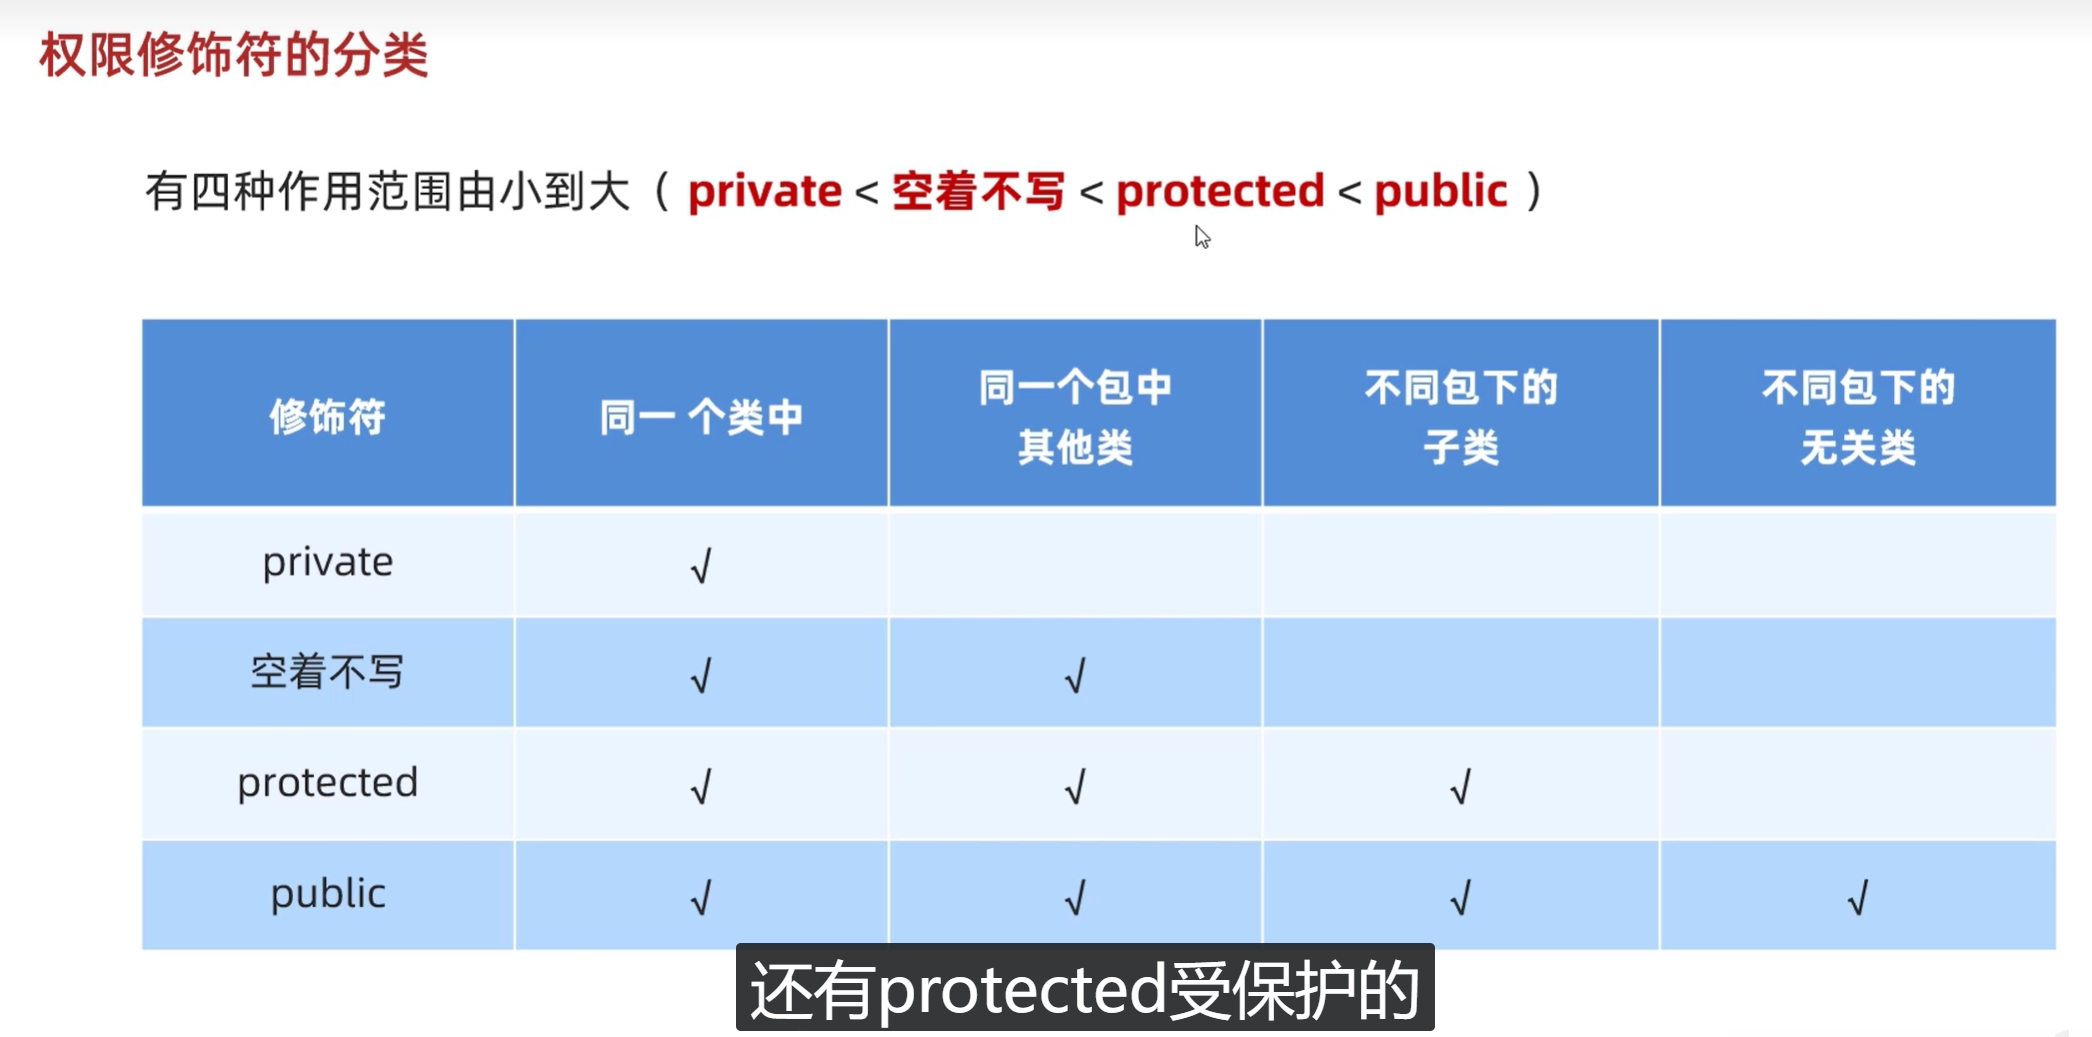 权限修饰符的分类
有四种作用范围由小到大（ private < 空着不写 < protected < public ）
修饰符 同一 个类中 同一个包中其他类 不同包下的子类 不同包下的无关类
private √
空着不写 √ √
protected √ √ √
public √ √ √ √
还有protected受保护的